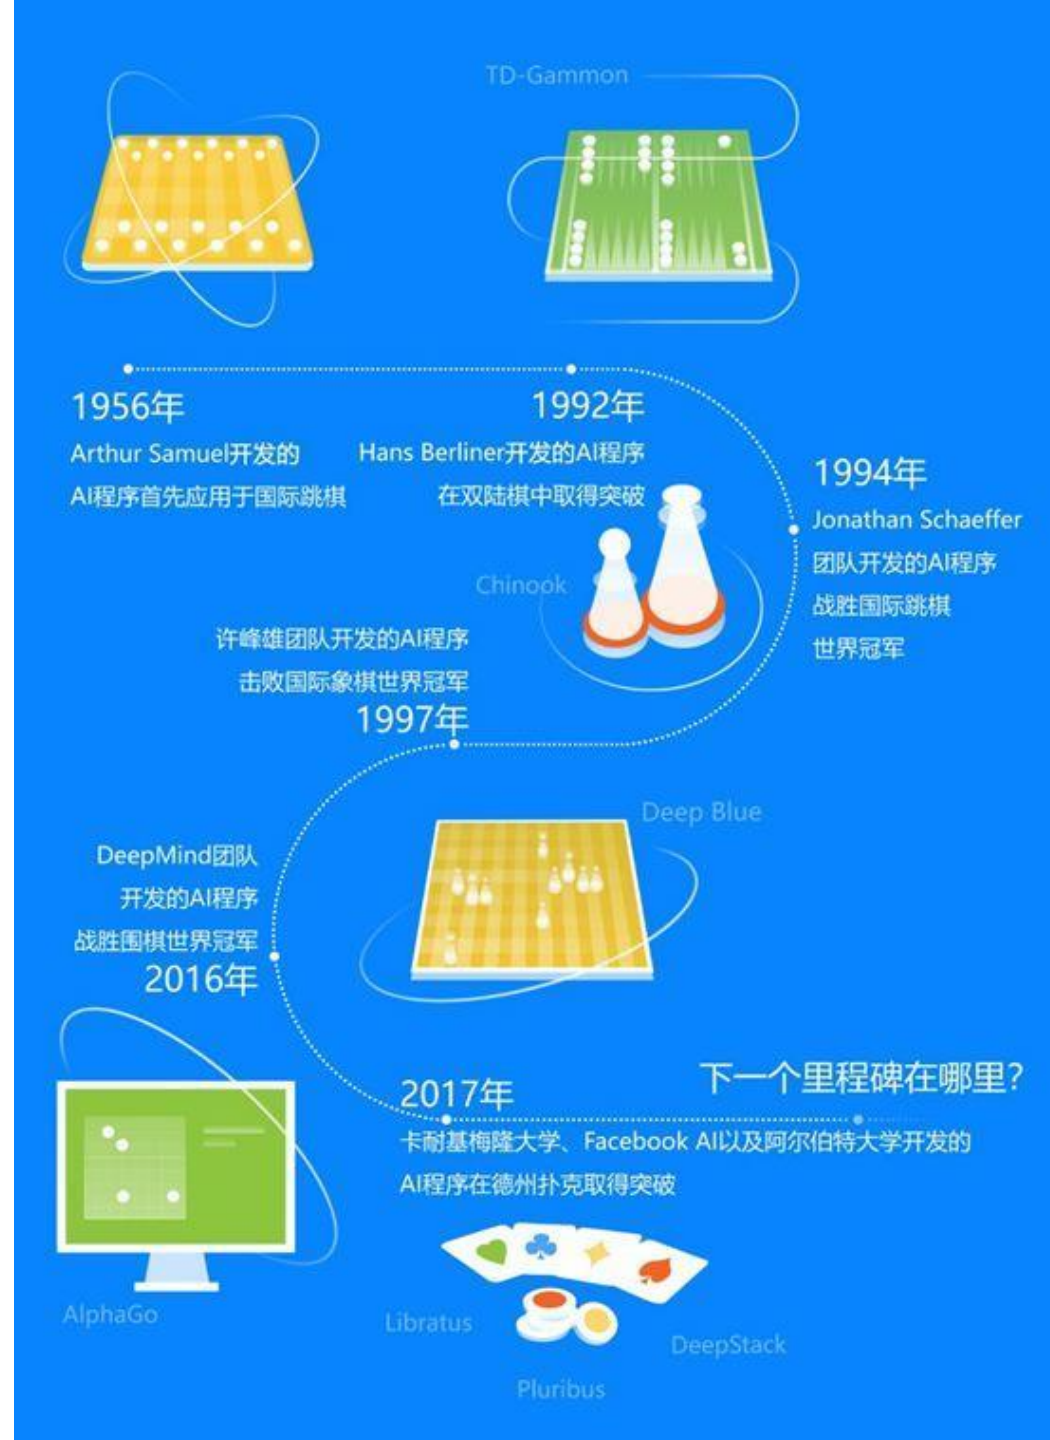 TD-Gammon
1956年
Arthur Samuel开发的
AI程序首先应用于国际跳棋
1992年
Hans Berliner开发的AI程序
在双陆棋中取得突破
1994年
Jonathan Schaeffer
团队开发的AI程序
战胜国际跳棋
世界冠军
Chinook
许峰雄团队开发的AI程序
击败国际象棋世界冠军
1997年
Deep Blue
DeepMind团队
开发的AI程序
战胜围棋世界冠军
2016年
AlphaGo
下一个里程碑在哪里?
2017年
卡耐基梅隆大学、Facebook AI以及阿尔伯特大学开发的
AI程序在德州扑克取得突破
Libratus
DeepStack
Pluribus